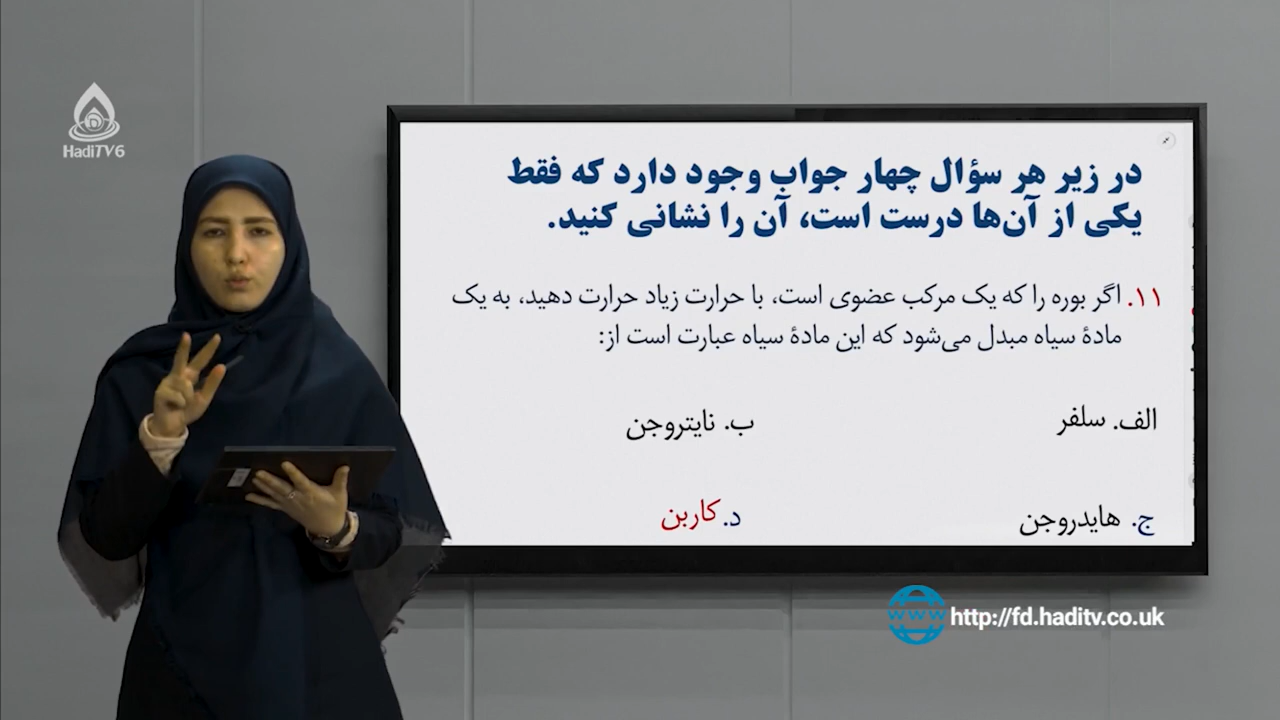 HadiTV6
در زیر هر سؤال چهار جواب وجود دارد که فقط
یکی از آن‌ها درست است، آن را نشانی کنید.
۱۱. اگر بوره را که یک مرکب عضوی است، با حرارت زیاد حرارت دهید، به یک
مادۀ سیاه مبدل می‌شود که این مادۀ سیاه عبارت است از:
الف. سلفر
ب. نایتروجن
ج. هایدروجن
د. کاربن
www http://fd.haditv.co.uk